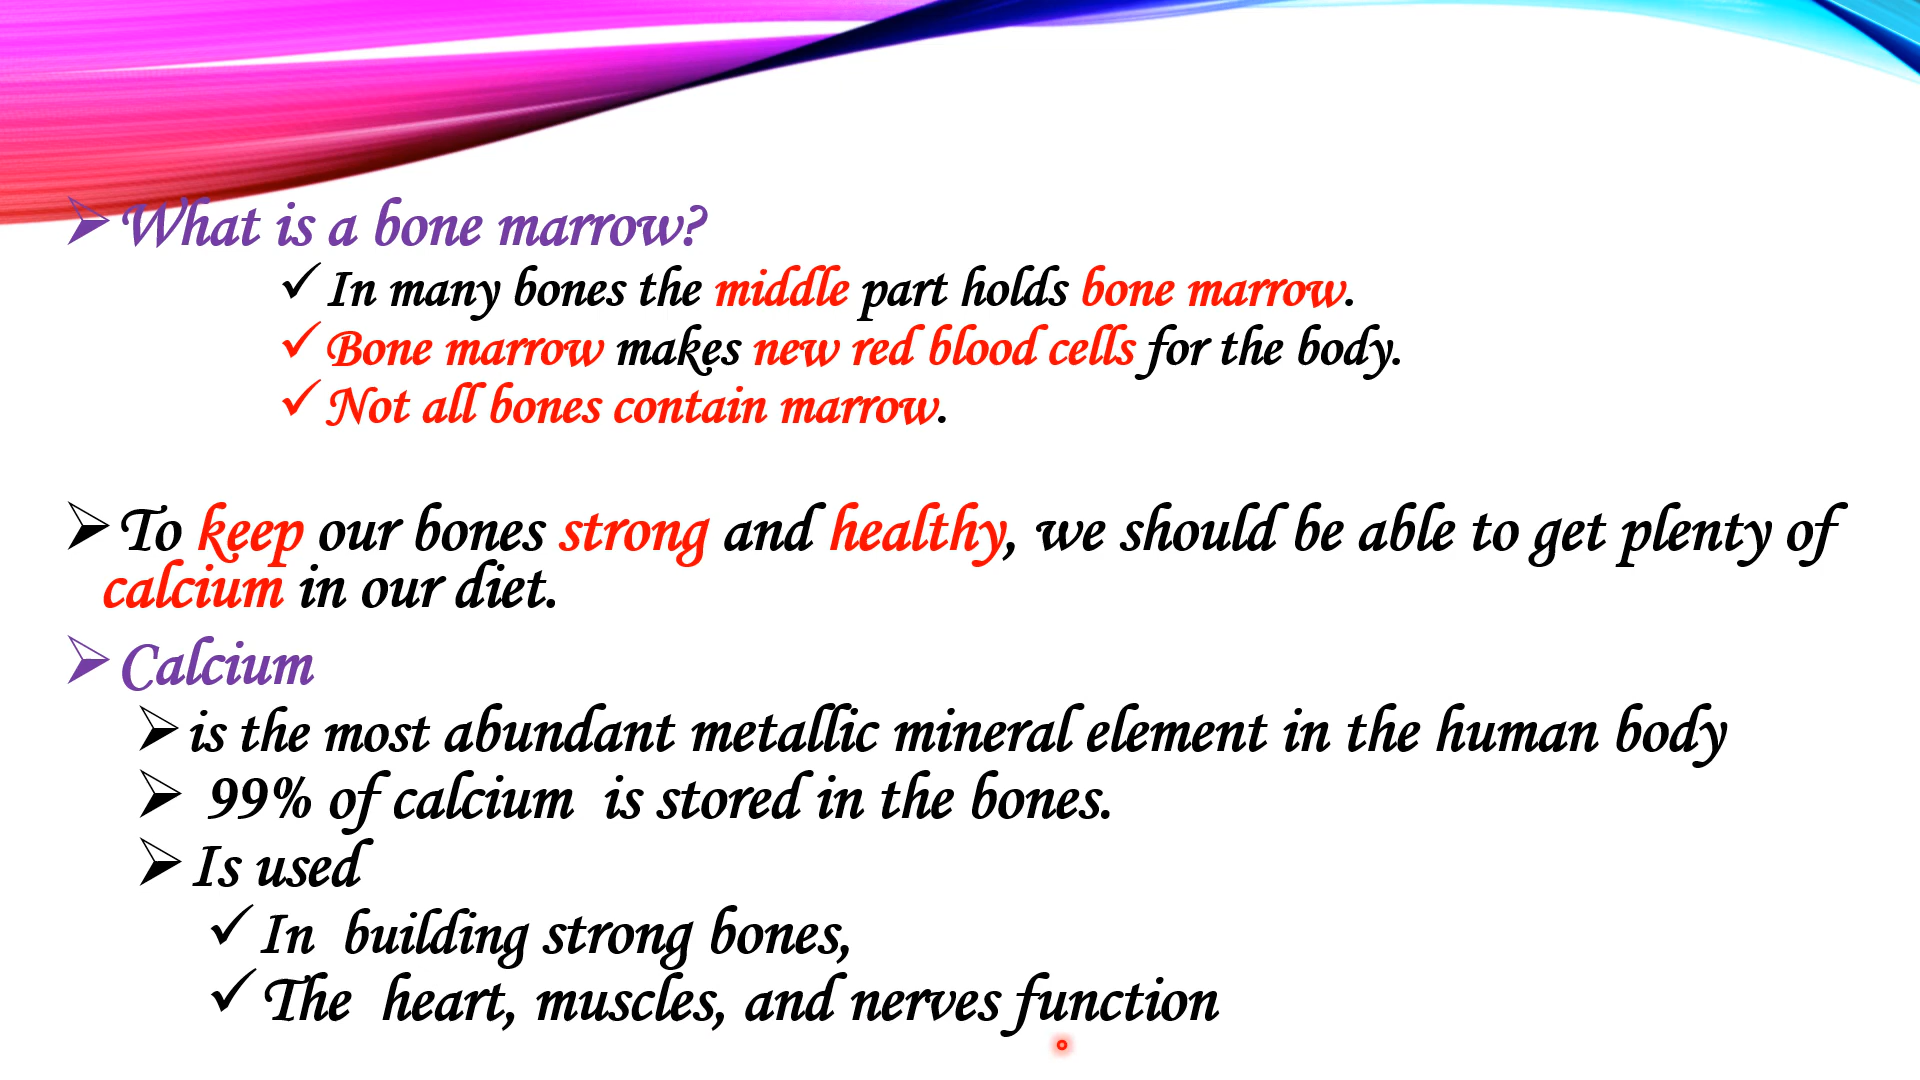 What is a bone marrow?
In many bones the middle part holds bone marrow.
Bone marrow makes new red blood cells for the body.
Not all bones contain marrow.
To keep our bones strong and healthy, we should be able to get plenty of
calcium in our diet.
Calcium
is the most abundant metallic mineral element in the human body
99% of calcium is stored in the bones.
Is used
In building strong bones,
The heart, muscles, and nerves function